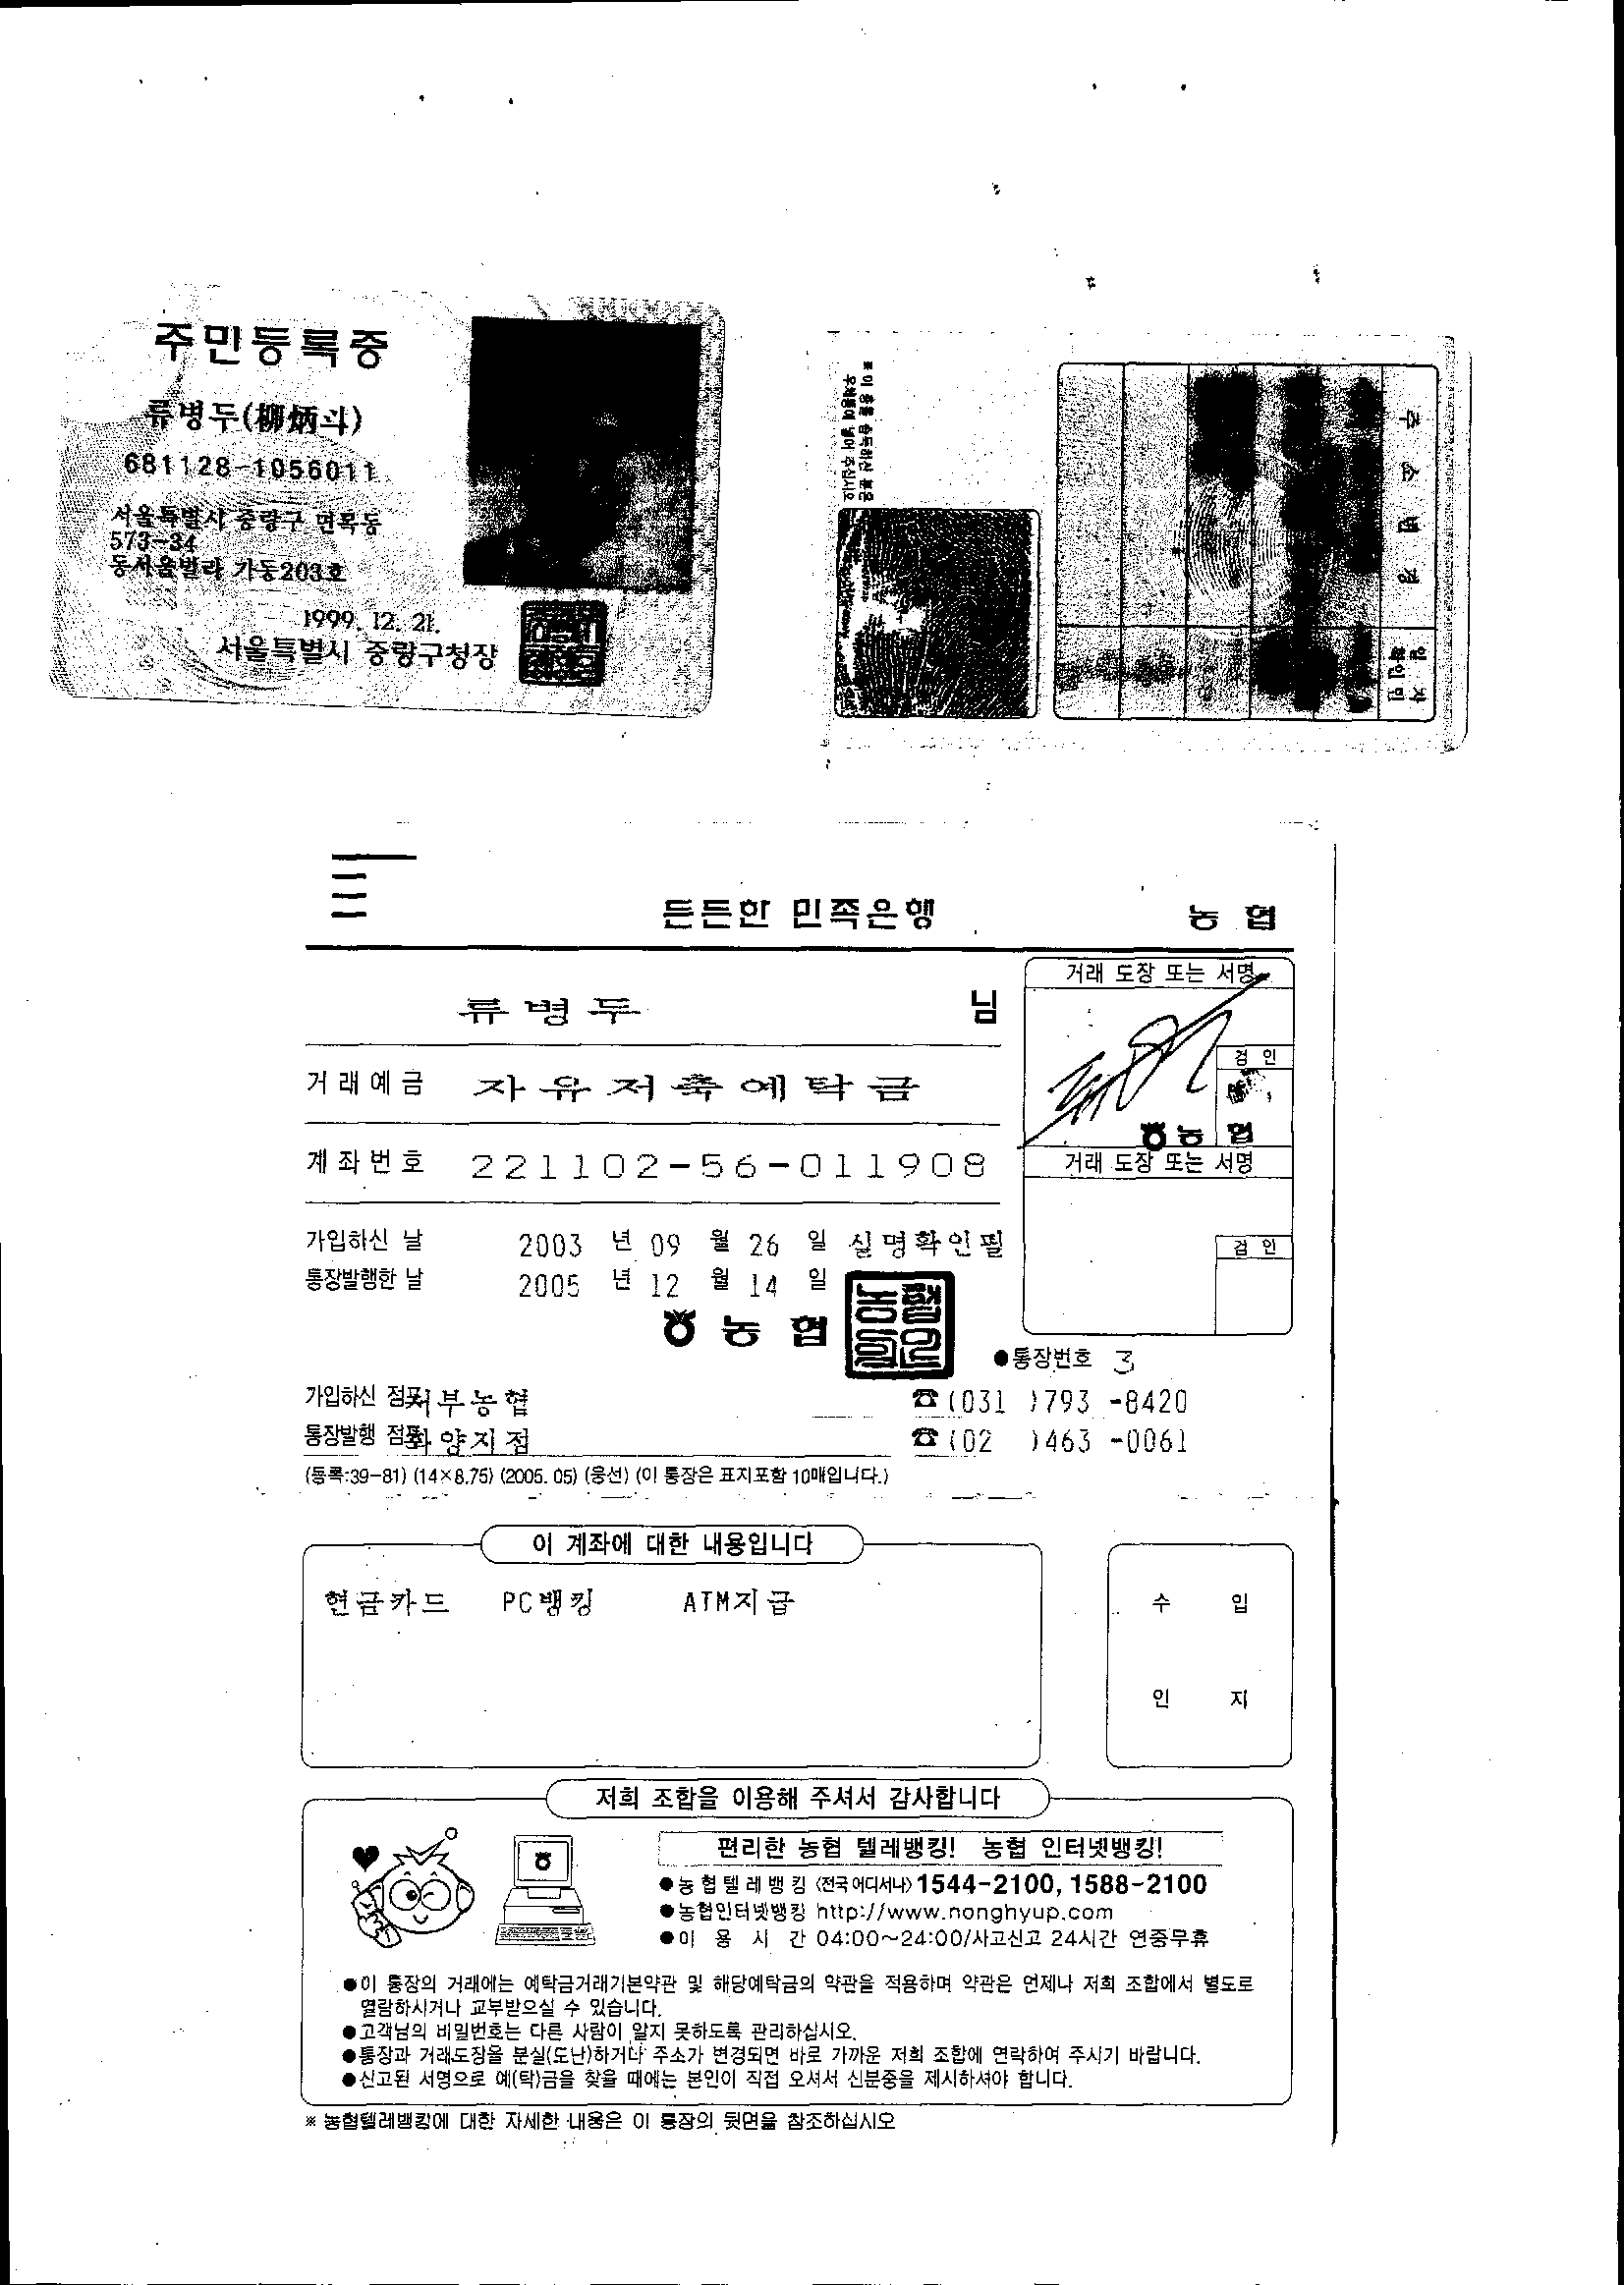 주민등록증
류병두(柳炳斗)
681128-1056011
서울특별시 중랑구 면목동
573-34
동서울빌라 가동203호
1999. 12. 21.
서울특별시 중랑구청장
※이 증을 습득하신 분은
우체통에 넣어 주십시오
주 소 변 경
일 자
확인인
든든한 민족은행
농 협
류병두 님
거래 도장 또는 서명
검 인
거래예금 자유저축예탁금
농협
계좌번호 221102-56-011908
거래 도장 또는 서명
검 인
가입하신 날 2003 년 09 월 26 일 실명확인필
통장발행한 날 2005 년 12 월 14 일
농 협
●통장번호 3
가입하신 점포 서부농협 ☎(031 )793 -8420
통장발행 점포 화양지점 ☎(02 )463 -0061
(등록:39-81) (14×8.75) (2005. 05) (웅선) (이 통장은 표지포함 10매입니다.)
이 계좌에 대한 내용입니다
현금카드 PC뱅킹 ATM지급
수 입
인 지
저희 조합을 이용해 주셔서 감사합니다
편리한 농협 텔레뱅킹! 농협 인터넷뱅킹!
●농협텔레뱅킹 (전국 어디서나) 1544-2100, 1588-2100
●농협인터넷뱅킹 http://www.nonghyup.com
●이 용 시 간 04:00~24:00/사고신고 24시간 연중무휴
●이 통장의 거래에는 예탁금거래기본약관 및 해당예탁금의 약관을 적용하며 약관은 언제나 저희 조합에서 별도로
열람하시거나 교부받으실 수 있습니다.
●고객님의 비밀번호는 다른 사람이 알지 못하도록 관리하십시오.
●통장과 거래도장을 분실(도난)하거나 주소가 변경되면 바로 가까운 저희 조합에 연락하여 주시기 바랍니다.
●신고된 서명으로 예(탁)금을 찾을 때에는 본인이 직접 오셔서 신분증을 제시하셔야 합니다.
※ 농협텔레뱅킹에 대한 자세한 내용은 이 통장의 뒷면을 참조하십시오